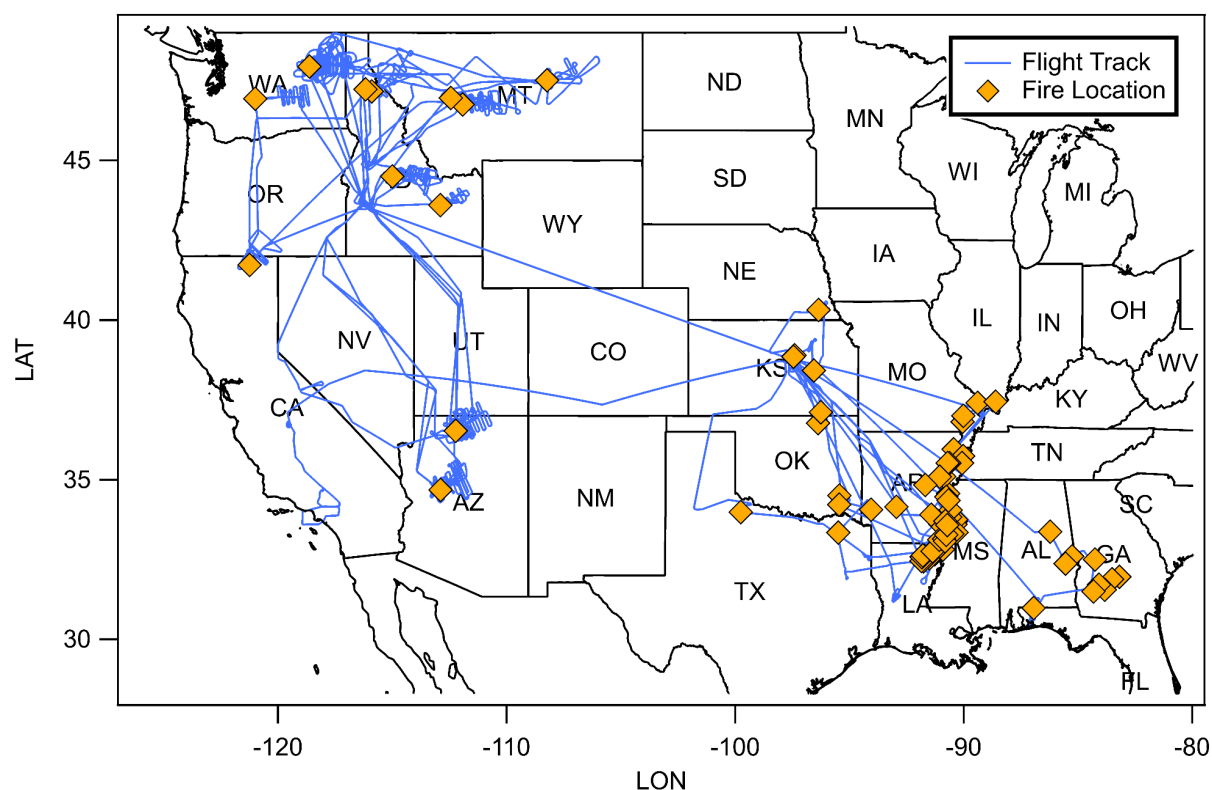 Flight Track
Fire Location
WA
MT
ND
MN
OR
SD
WI
MI
WY
NE
IA
NV
UT
CO
KS
MO
IL
IN
OH
L
WV
CA
KY
AZ
NM
OK
AR
TN
SC
TX
LA
MS
AL
GA
FL
45
40
35
30
LAT
-120
-110
-100
-90
-80
LON